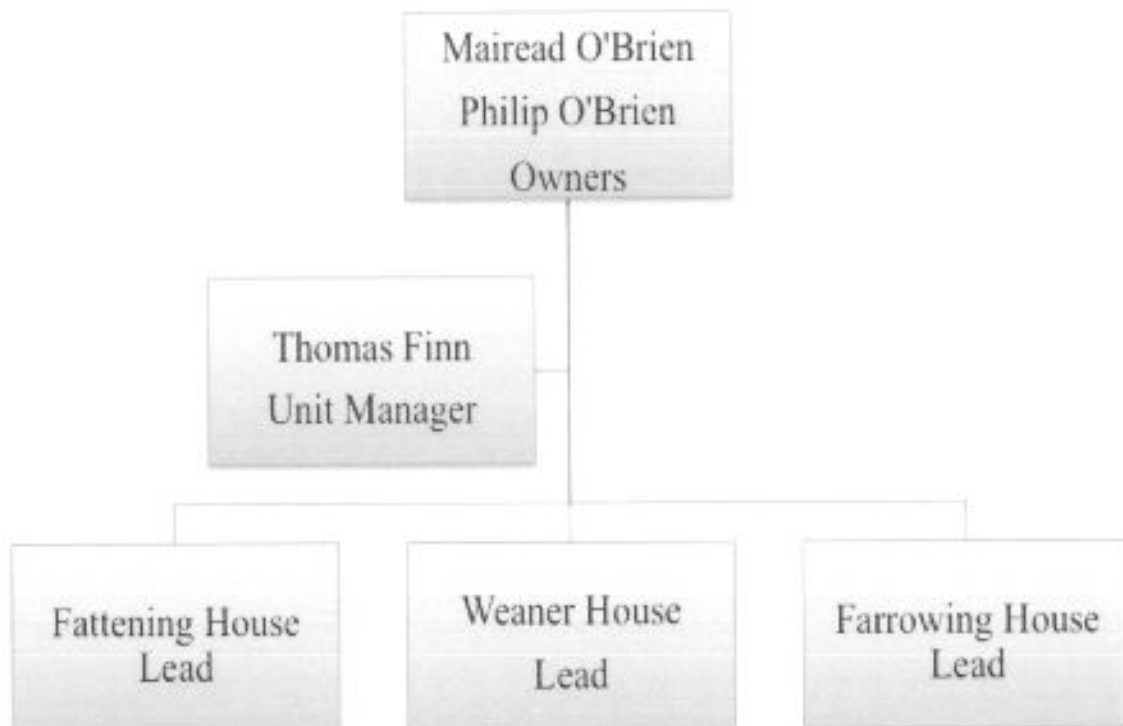 Mairead O'Brien
Philip O'Brien
Owners
Thomas Finn
Unit Manager
Fattening House
Lead
Weaner House
Lead
Farrowing House
Lead